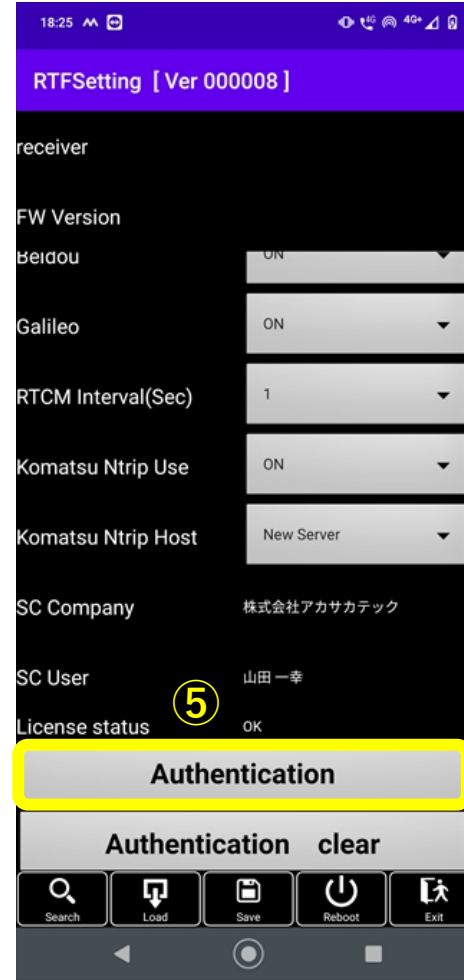 18:25
4G 4G+
RTFSetting [ Ver 000008 ]
receiver
FW Version
Beidou ON
Galileo ON
RTCM Interval(Sec) 1
Komatsu Ntrip Use ON
Komatsu Ntrip Host New Server
SC Company 株式会社アカサカテック
SC User 山田 一幸
⑤
License status OK
Authentication
Authentication clear
Search Load Save Reboot Exit